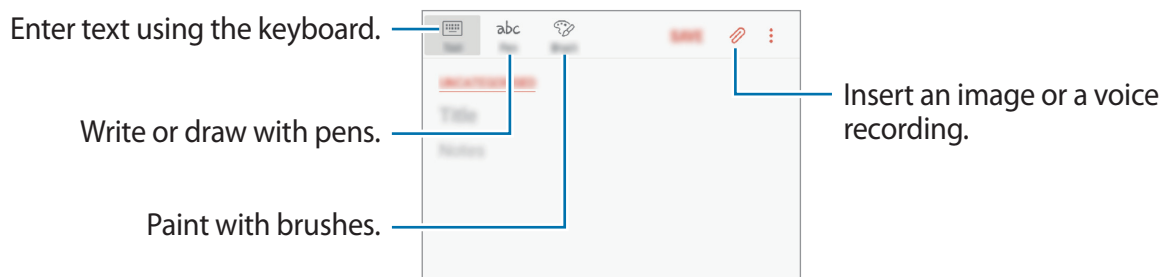 Enter text using the keyboard.
abc
SAVE
UNCATEGORISED
Insert an image or a voice
recording.
Title
Write or draw with pens.
Notes
Paint with brushes.